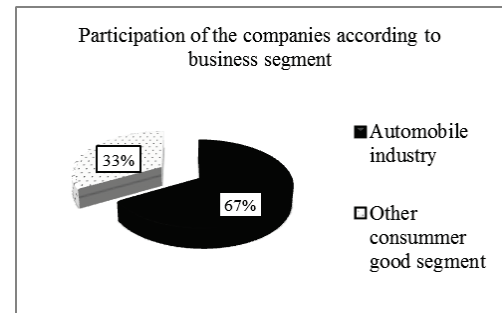 Participation of the companies according to
business segment
33%
67%
Automobile
industry
Other
consummer
good segment